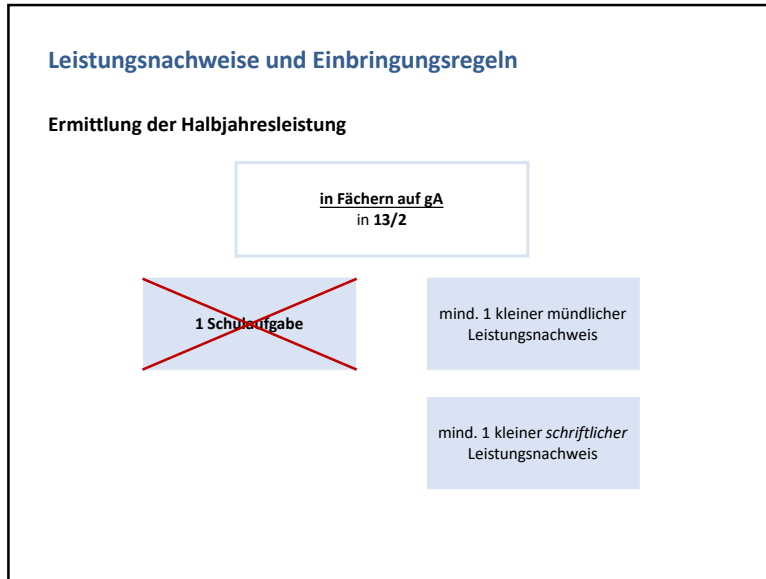 Leistungsnachweise und Einbringungsregeln
Ermittlung der Halbjahresleistung
in Fächern auf gA
in 13/2
1 Schulaufgabe
mind. 1 kleiner mündlicher
Leistungsnachweis
mind. 1 kleiner schriftlicher
Leistungsnachweis